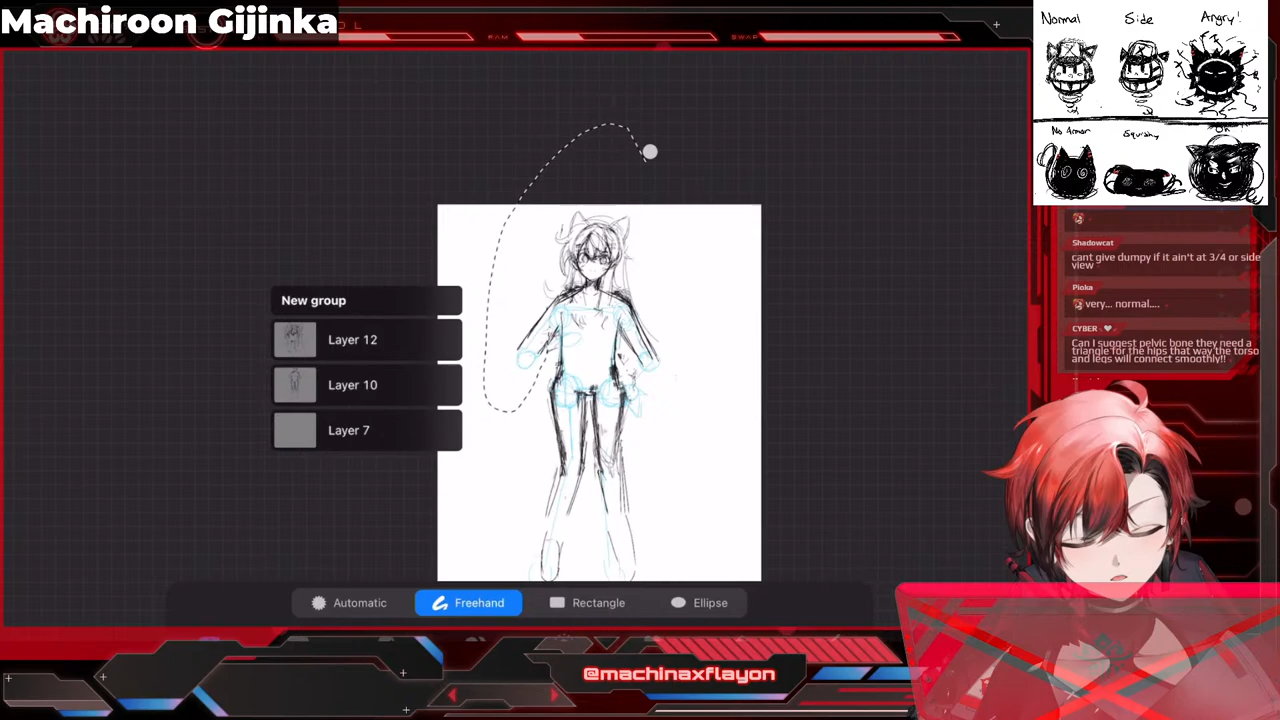 Machiroon Gijinka
RAM
SWAP
Normal
Side
Angry!
No Armor
Squishy
Oh
Shadowcat
cant give dumpy if it ain't at 3/4 or side
view
Pioka
very... normal....
CYBER
Can I suggest pelvic bone they need a
triangle for the hips that way the torso
and legs will connect smoothly!!
New group
Layer 12
Layer 10
Layer 7
Automatic
Freehand
Rectangle
Ellipse
@machinaxflayon